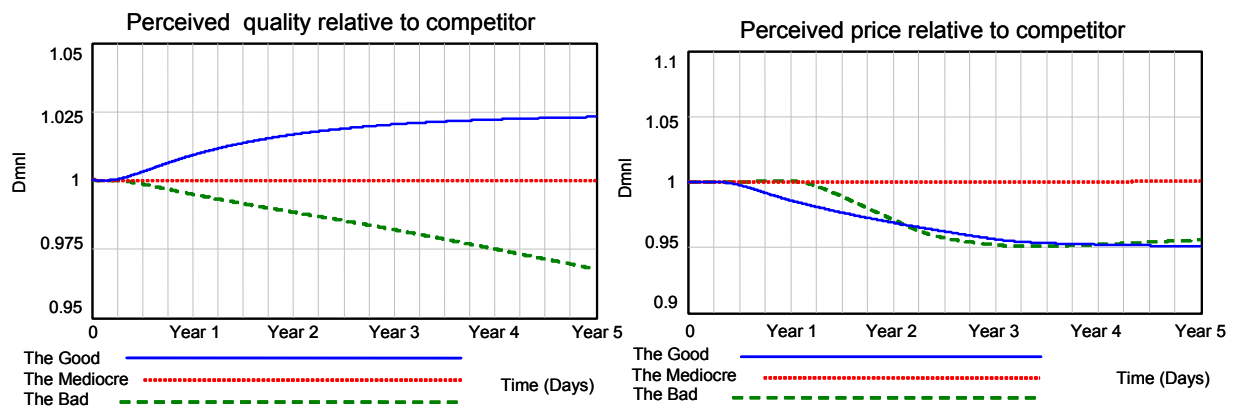 Perceived quality relative to competitor
1.05
1.025
1
0.975
0.95
Dmnl
0 Year 1 Year 2 Year 3 Year 4 Year 5
The Good
The Mediocre
The Bad
Time (Days)
Perceived price relative to competitor
1.1
1.05
1
0.95
0.9
Dmnl
0 Year 1 Year 2 Year 3 Year 4 Year 5
The Good
The Mediocre
The Bad
Time (Days)